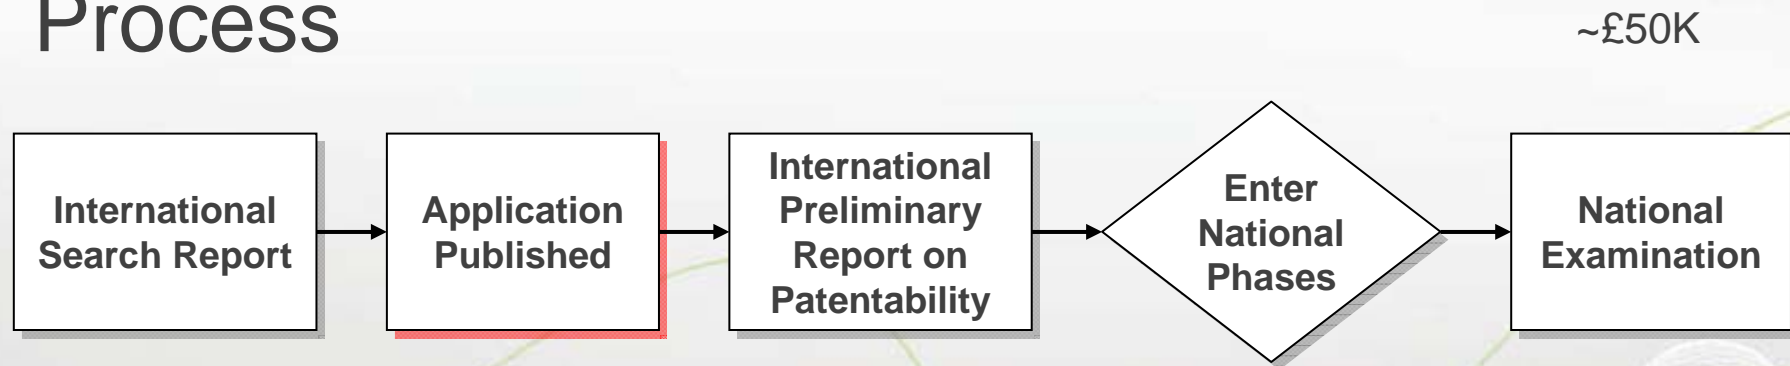 Process
~£50K
International
Search Report
Application
Published
International
Preliminary
Report on
Patentability
Enter
National
Phases
National
Examination